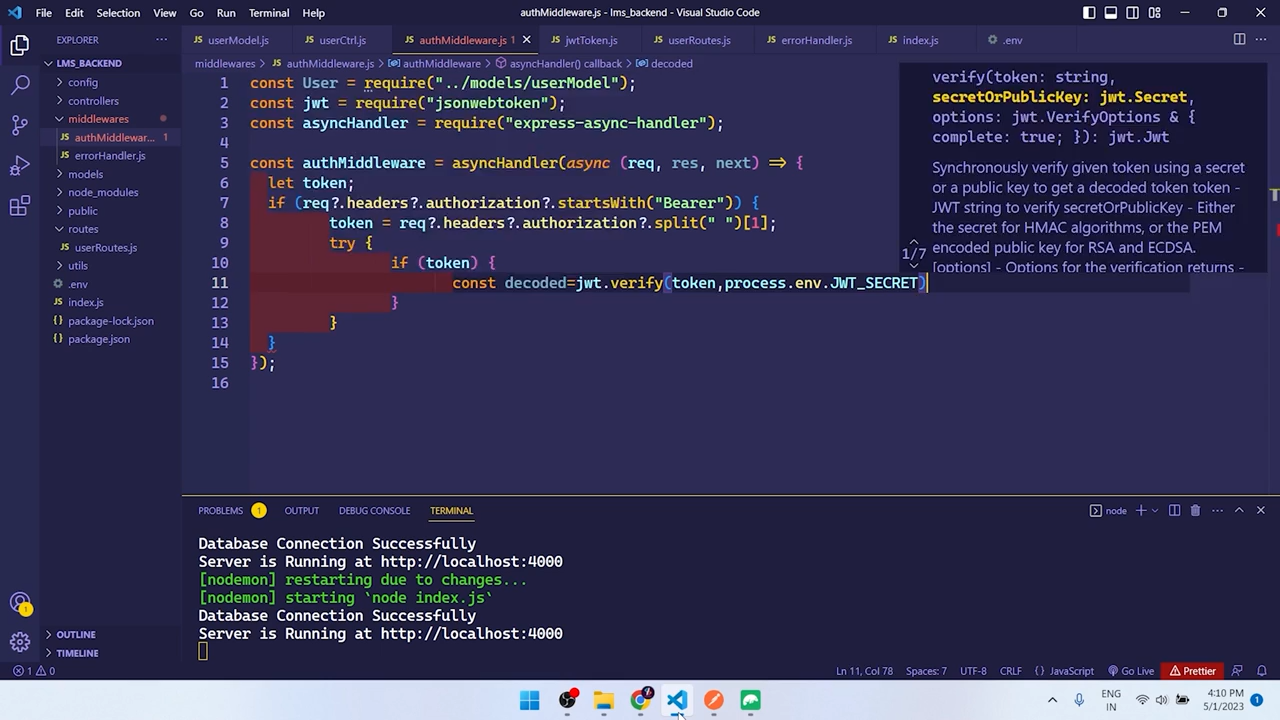 File Edit Selection View Go Run Terminal Help
authMiddleware.js - lms_backend - Visual Studio Code
EXPLORER
LMS_BACKEND
config
controllers
middlewares
authMiddlewar... 1
errorHandler.js
models
node_modules
public
routes
userRoutes.js
utils
.env
index.js
package-lock.json
package.json
OUTLINE
TIMELINE
userModel.js userCtrl.js authMiddleware.js 1 jwtToken.js userRoutes.js errorHandler.js index.js .env
middlewares > authMiddleware.js > authMiddleware > asyncHandler() callback > decoded
1 const User = require("../models/userModel");
2 const jwt = require("jsonwebtoken");
3 const asyncHandler = require("express-async-handler");
4
5 const authMiddleware = asyncHandler(async (req, res, next) => {
6 let token;
7 if (req?.headers?.authorization?.startsWith("Bearer")) {
8 token = req?.headers?.authorization?.split(" ")[1];
9 try {
10 if (token) {
11 const decoded=jwt.verify(token,process.env.JWT_SECRET)
12 }
13 }
14 }
15 });
16
verify(token: string,
secretOrPublicKey: jwt.Secret,
options: jwt.VerifyOptions & {
complete: true; }): jwt.Jwt
Synchronously verify given token using a secret
or a public key to get a decoded token token -
JWT string to verify secretOrPublicKey - Either
the secret for HMAC algorithms, or the PEM
encoded public key for RSA and ECDSA.
[options] - Options for the verification returns -
1/7
PROBLEMS 1 OUTPUT DEBUG CONSOLE TERMINAL
node
Database Connection Successfully
Server is Running at http://localhost:4000
[nodemon] restarting due to changes...
[nodemon] starting `node index.js`
Database Connection Successfully
Server is Running at http://localhost:4000
1
1 0
Ln 11, Col 78 Spaces: 7 UTF-8 CRLF { } JavaScript Go Live Prettier
ENG
IN
4:10 PM
5/1/2023
1